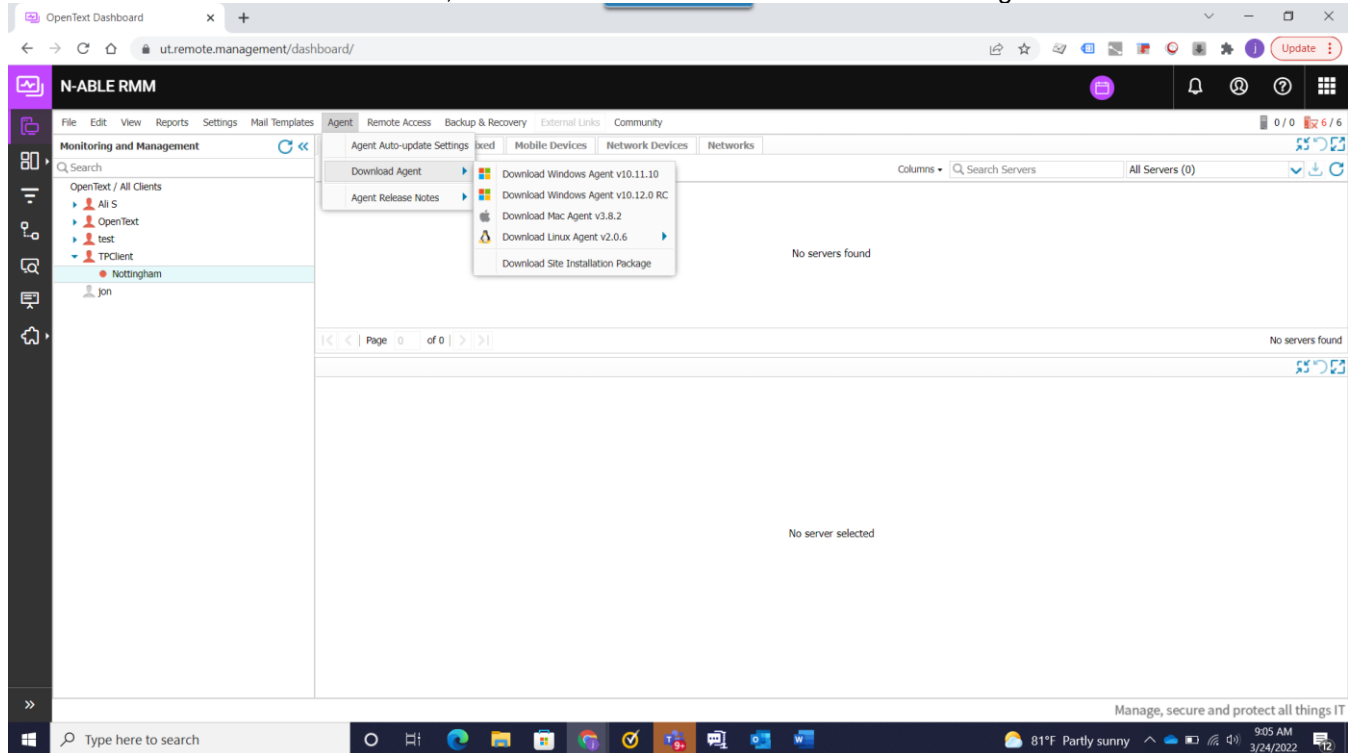 OpenText Dashboard
ut.remote.management/dashboard/
Update
N-ABLE RMM
File Edit View Reports Settings Mail Templates Agent Remote Access Backup & Recovery External Links Community
0 / 0 6 / 6
Monitoring and Management
Agent Auto-update Settings
Mobile Devices Network Devices Networks
Search
Download Agent
Download Windows Agent v10.11.10
Columns
Search Servers
All Servers (0)
OpenText / All Clients
Ali S
Agent Release Notes
Download Windows Agent v10.12.0 RC
OpenText
Download Mac Agent v3.8.2
test
Download Linux Agent v2.0.6
TPClient
No servers found
Nottingham
Download Site Installation Package
jon
Page 0 of 0
No servers found
No server selected
Manage, secure and protect all things IT
Type here to search
81°F Partly sunny
9:05 AM
3/24/2022
12